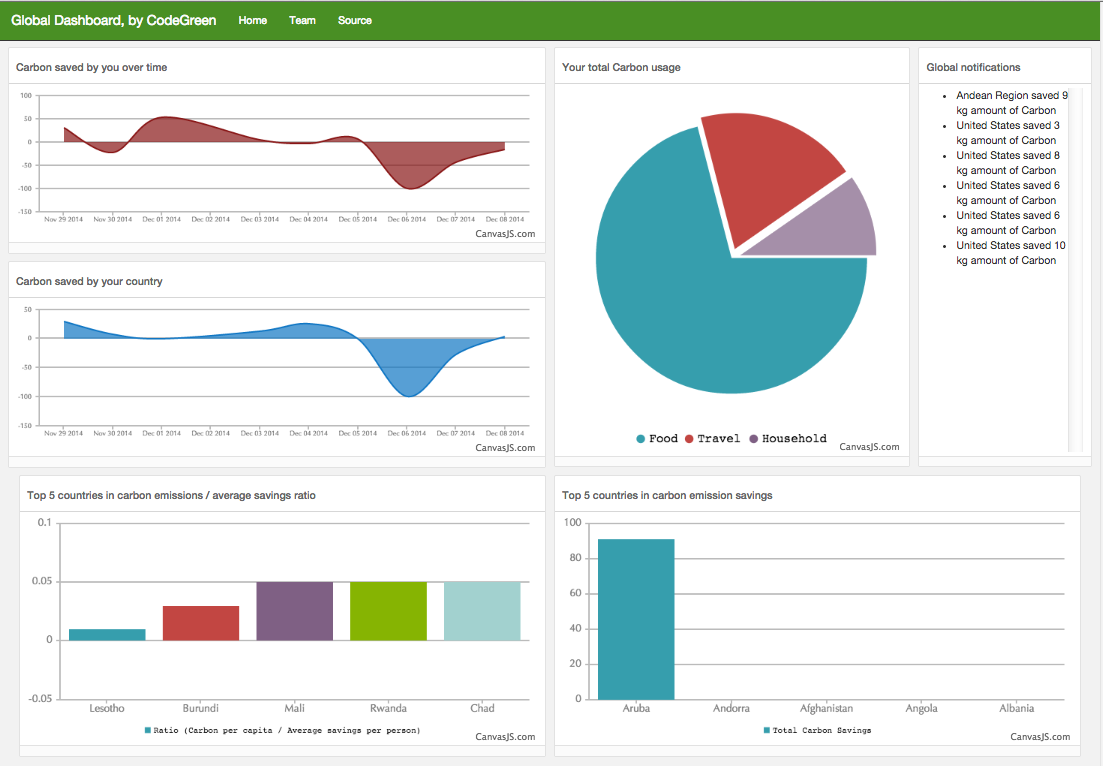 Global Dashboard, by CodeGreen Home Team Source
Carbon saved by you over time
100
50
0
-50
-100
-150
Nov 29 2014 Nov 30 2014 Dec 01 2014 Dec 02 2014 Dec 03 2014 Dec 04 2014 Dec 05 2014 Dec 06 2014 Dec 07 2014 Dec 08 2014
CanvasJS.com
Carbon saved by your country
50
0
-50
-100
-150
Nov 29 2014 Nov 30 2014 Dec 01 2014 Dec 02 2014 Dec 03 2014 Dec 04 2014 Dec 05 2014 Dec 06 2014 Dec 07 2014 Dec 08 2014
CanvasJS.com
Your total Carbon usage
Food Travel Household
CanvasJS.com
Global notifications
Andean Region saved 9
kg amount of Carbon
United States saved 3
kg amount of Carbon
United States saved 8
kg amount of Carbon
United States saved 6
kg amount of Carbon
United States saved 6
kg amount of Carbon
United States saved 10
kg amount of Carbon
Top 5 countries in carbon emissions / average savings ratio
0.1
0.05
0
-0.05
Lesotho Burundi Mali Rwanda Chad
Ratio (Carbon per capita / Average savings per person)
CanvasJS.com
Top 5 countries in carbon emission savings
100
80
60
40
20
0
Aruba Andorra Afghanistan Angola Albania
Total Carbon Savings
CanvasJS.com